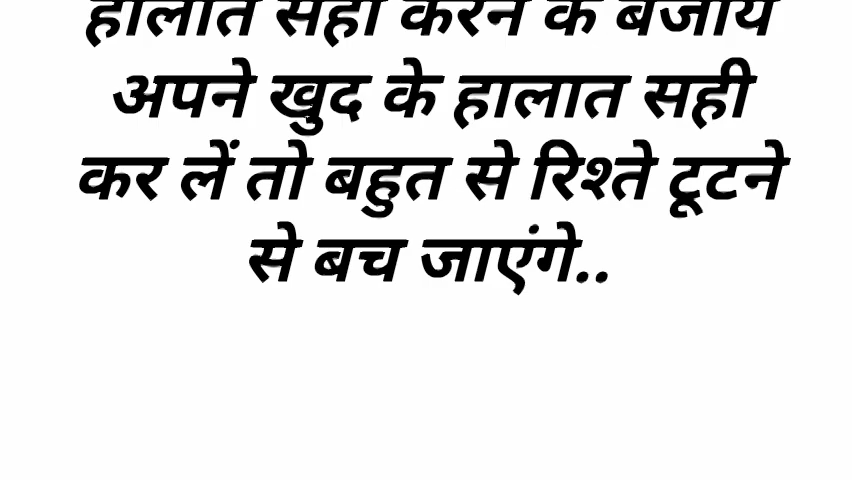 हालात सही करने के बजाय
अपने खुद के हालात सही
कर लें तो बहुत से रिश्ते टूटने
से बच जाएंगे..